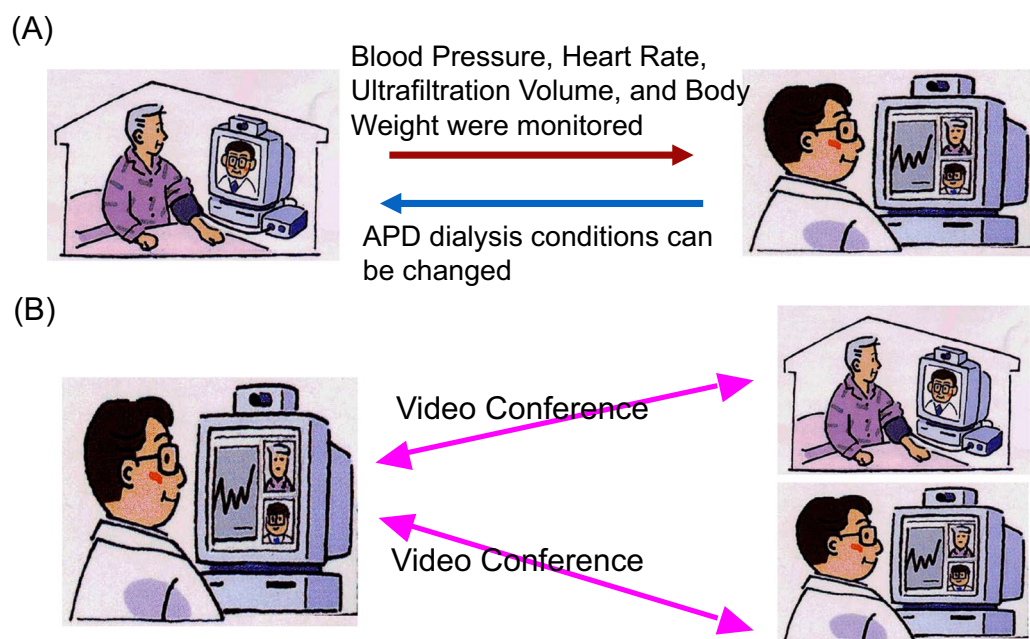 (A)
Blood Pressure, Heart Rate,
Ultrafiltration Volume, and Body
Weight were monitored
APD dialysis conditions can
be changed
(B)
Video Conference
Video Conference